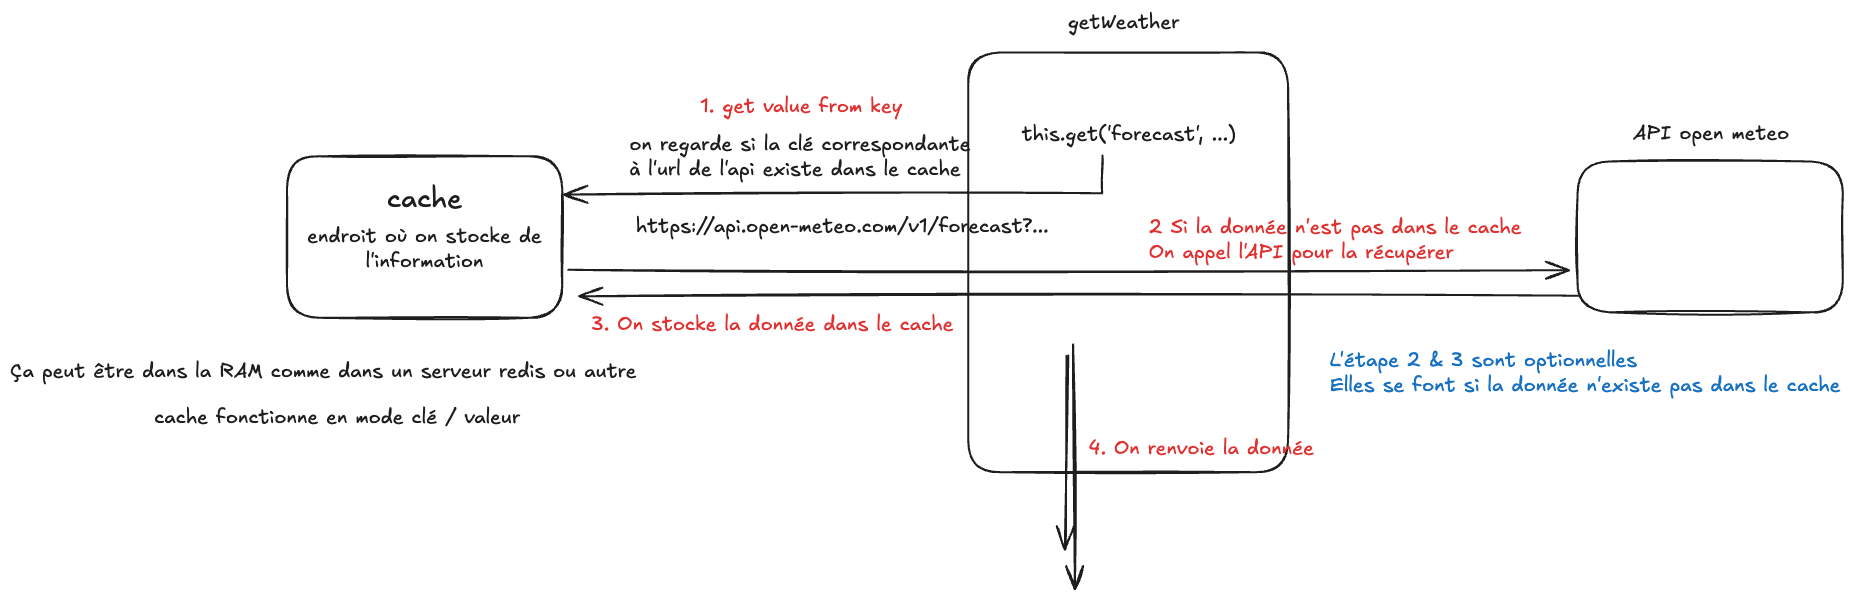 getWeather
1. get value from key
on regarde si la clé correspondante
à l'url de l'api existe dans le cache
this.get('forecast', ...)
API open meteo
cache
endroit où on stocke de
l'information
https://api.open-meteo.com/v1/forecast?...
2 Si la donnée n'est pas dans le cache
On appel l'API pour la récupérer
3. On stocke la donnée dans le cache
Ça peut être dans la RAM comme dans un serveur redis ou autre
cache fonctionne en mode clé / valeur
L'étape 2 & 3 sont optionnelles
Elles se font si la donnée n'existe pas dans le cache
4. On renvoie la donnée